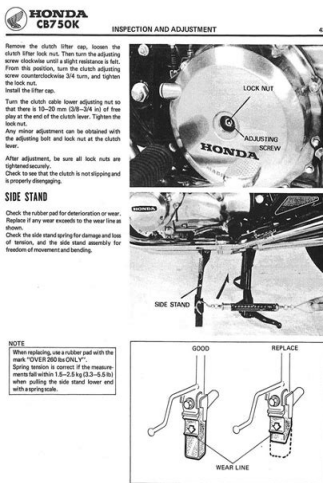 HONDA
CB750K
INSPECTION AND ADJUSTMENT
Remove the clutch lifter cap, loosen the
clutch lifter lock nut. Then turn the adjusting
screw clockwise until a slight resistance is felt.
From this position, turn the clutch adjusting
screw counterclockwise 3/4 turn, and tighten
the lock nut.
Install the lifter cap.
Turn the clutch cable lower adjusting nut so
that there is 10–20 mm (3/8–3/4 in) of free
play at the end of the clutch lever. Tighten the
lock nut.
Any minor adjustment can be obtained with
the adjusting bolt and lock nut at the clutch
lever.
After adjustment, be sure all lock nuts are
tightened securely.
Check to see that the clutch is not slipping and
is properly disengaging.
LOCK NUT
ADJUSTING
SCREW
HONDA
SIDE STAND
Check the rubber pad for deterioration or wear.
Replace if any wear exceeds to the wear line as
shown.
Check the side stand spring for damage and loss
of tension, and the side stand assembly for
freedom of movement and bending.
HONDA
SIDE STAND
NOTE
When replacing, use a rubber pad with the
mark "OVER 260 lbs ONLY".
Spring tension is correct if the measure-
ments fall within 1.5–2.5 kg (3.3–5.5 lb)
when pulling the side stand lower end
with a spring scale.
GOOD
REPLACE
WEAR LINE